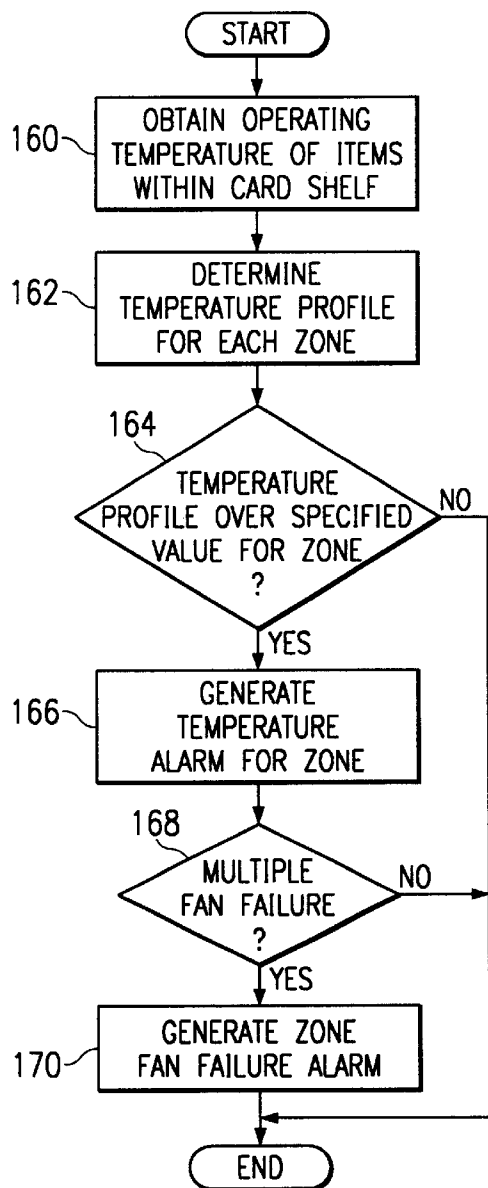 START
160
OBTAIN OPERATING
TEMPERATURE OF ITEMS
WITHIN CARD SHELF
162
DETERMINE
TEMPERATURE PROFILE
FOR EACH ZONE
164
TEMPERATURE
PROFILE OVER SPECIFIED
VALUE FOR ZONE
?
NO
YES
166
GENERATE
TEMPERATURE
ALARM FOR ZONE
168
MULTIPLE
FAN FAILURE
?
NO
YES
170
GENERATE ZONE
FAN FAILURE ALARM
END